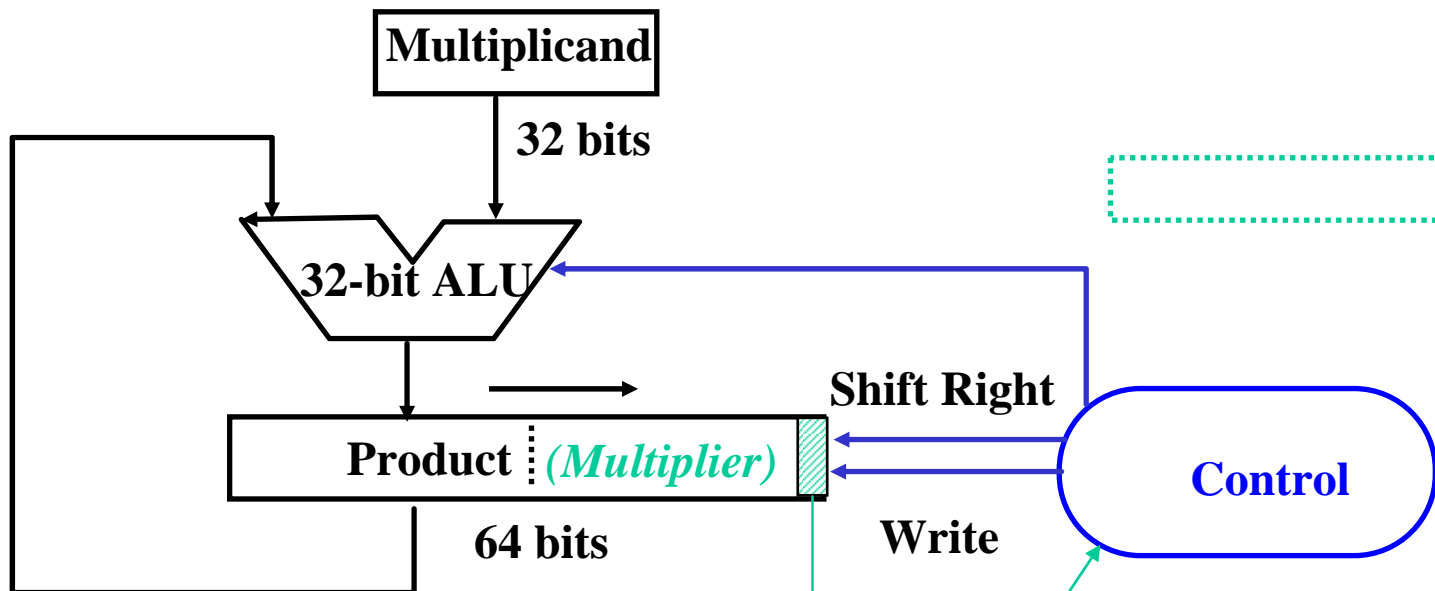 Multiplicand
32 bits
32-bit ALU
Shift Right
Product (Multiplier)
Control
64 bits
Write